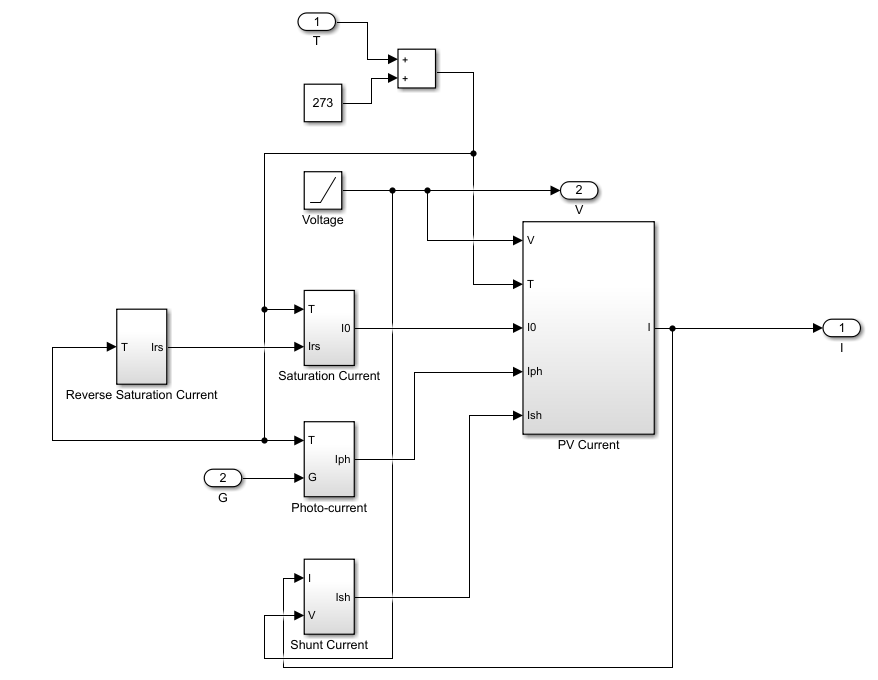 1
T
+
+
273
Voltage
2
V
V
T
I0
Iph
Ish
I
PV Current
1
I
T
Irs
I0
Saturation Current
T
Irs
Reverse Saturation Current
T
G
Iph
Photo-current
2
G
I
V
Ish
Shunt Current